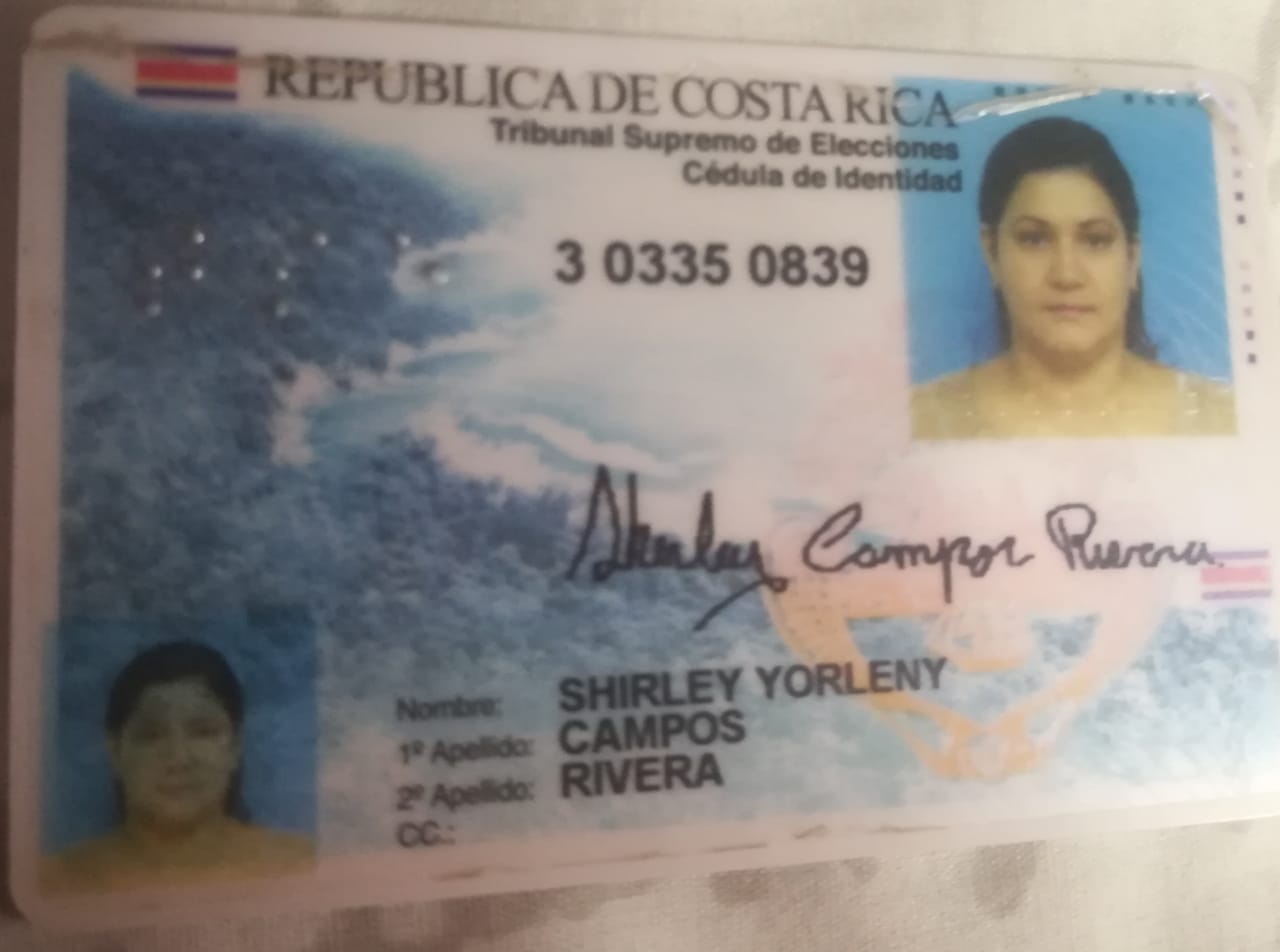 REPUBLICA DE COSTA RICA
Tribunal Supremo de Elecciones
Cédula de Identidad
3 0335 0839
Shirley Campos Rivera
Nombre: SHIRLEY YORLENY
1º Apellido: CAMPOS
2º Apellido: RIVERA
CC.: